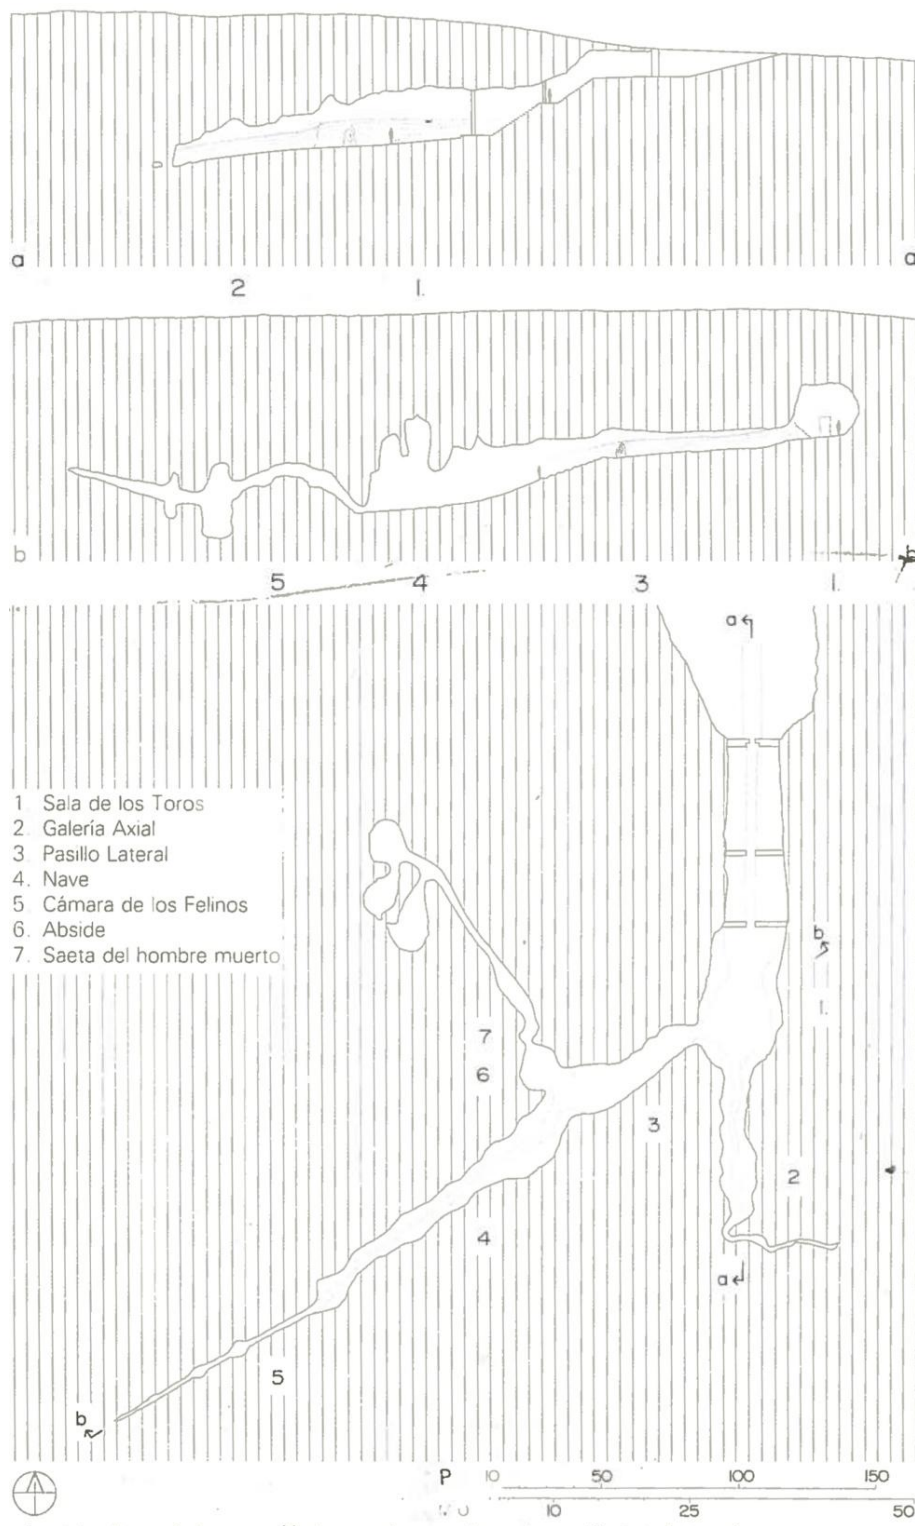 a a
2 1.
b b
5 4 3 1.
a
1 Sala de los Toros
2. Galería Axial
3. Pasillo Lateral
4. Nave
5. Cámara de los Felinos
6. Abside
7. Saeta del hombre muerto
b
1.
7
6
3
2
4
a
5
b
P 10 50 100 150
0 10 25 50